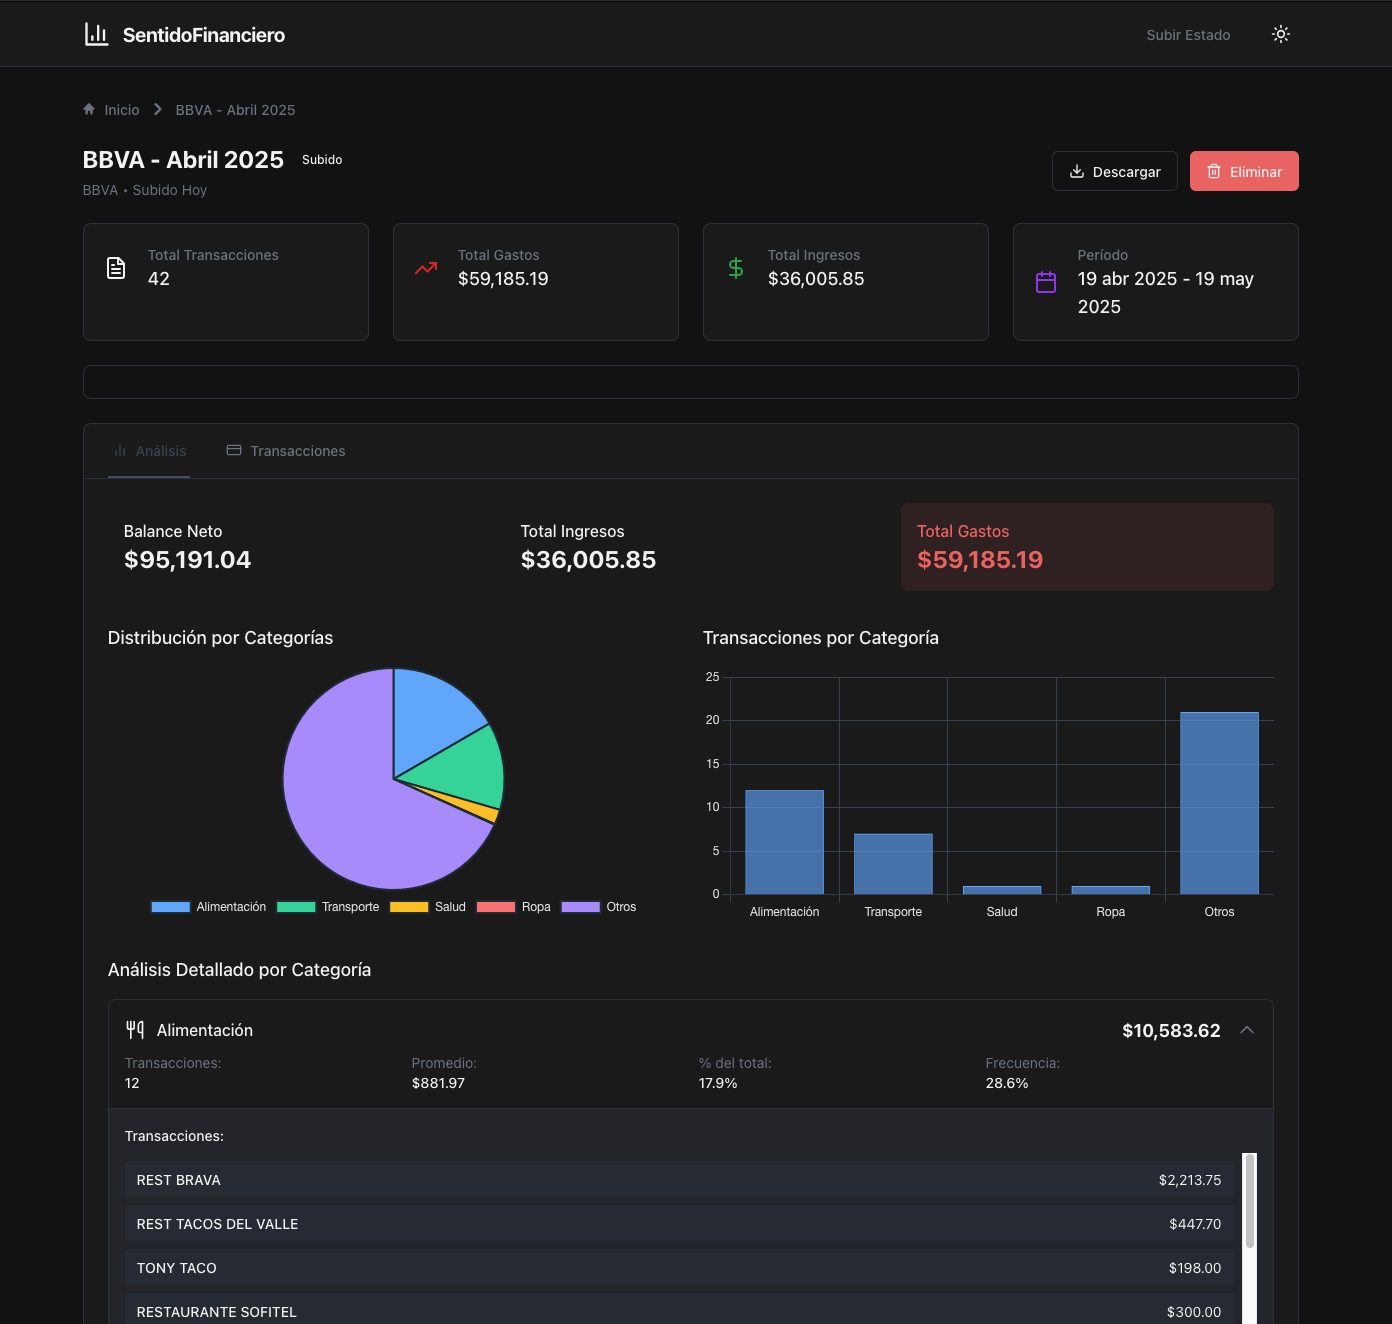 SentidoFinanciero
Subir Estado
Inicio
BBVA - Abril 2025
BBVA - Abril 2025
Subido
BBVA • Subido Hoy
Descargar
Eliminar
Total Transacciones
42
Total Gastos
$59,185.19
Total Ingresos
$36,005.85
Período
19 abr 2025 - 19 may
2025
Análisis
Transacciones
Balance Neto
$95,191.04
Total Ingresos
$36,005.85
Total Gastos
$59,185.19
Distribución por Categorías
Alimentación
Transporte
Salud
Ropa
Otros
Transacciones por Categoría
25
20
15
10
5
0
Alimentación
Transporte
Salud
Ropa
Otros
Análisis Detallado por Categoría
Alimentación
$10,583.62
Transacciones:
12
Promedio:
$881.97
% del total:
17.9%
Frecuencia:
28.6%
Transacciones:
REST BRAVA
$2,213.75
REST TACOS DEL VALLE
$447.70
TONY TACO
$198.00
RESTAURANTE SOFITEL
$300.00